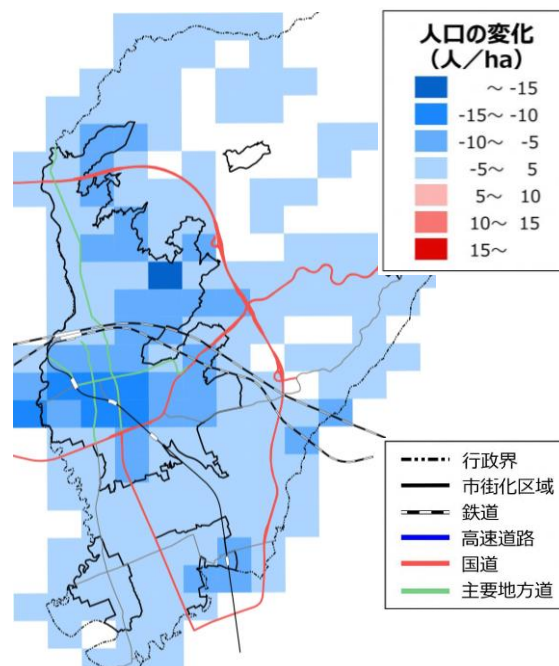 人口の変化
（人／ha）
～ -15
-15～ -10
-10～ -5
-5～ 5
5～ 10
10～ 15
15～
行政界
市街化区域
鉄道
高速道路
国道
主要地方道